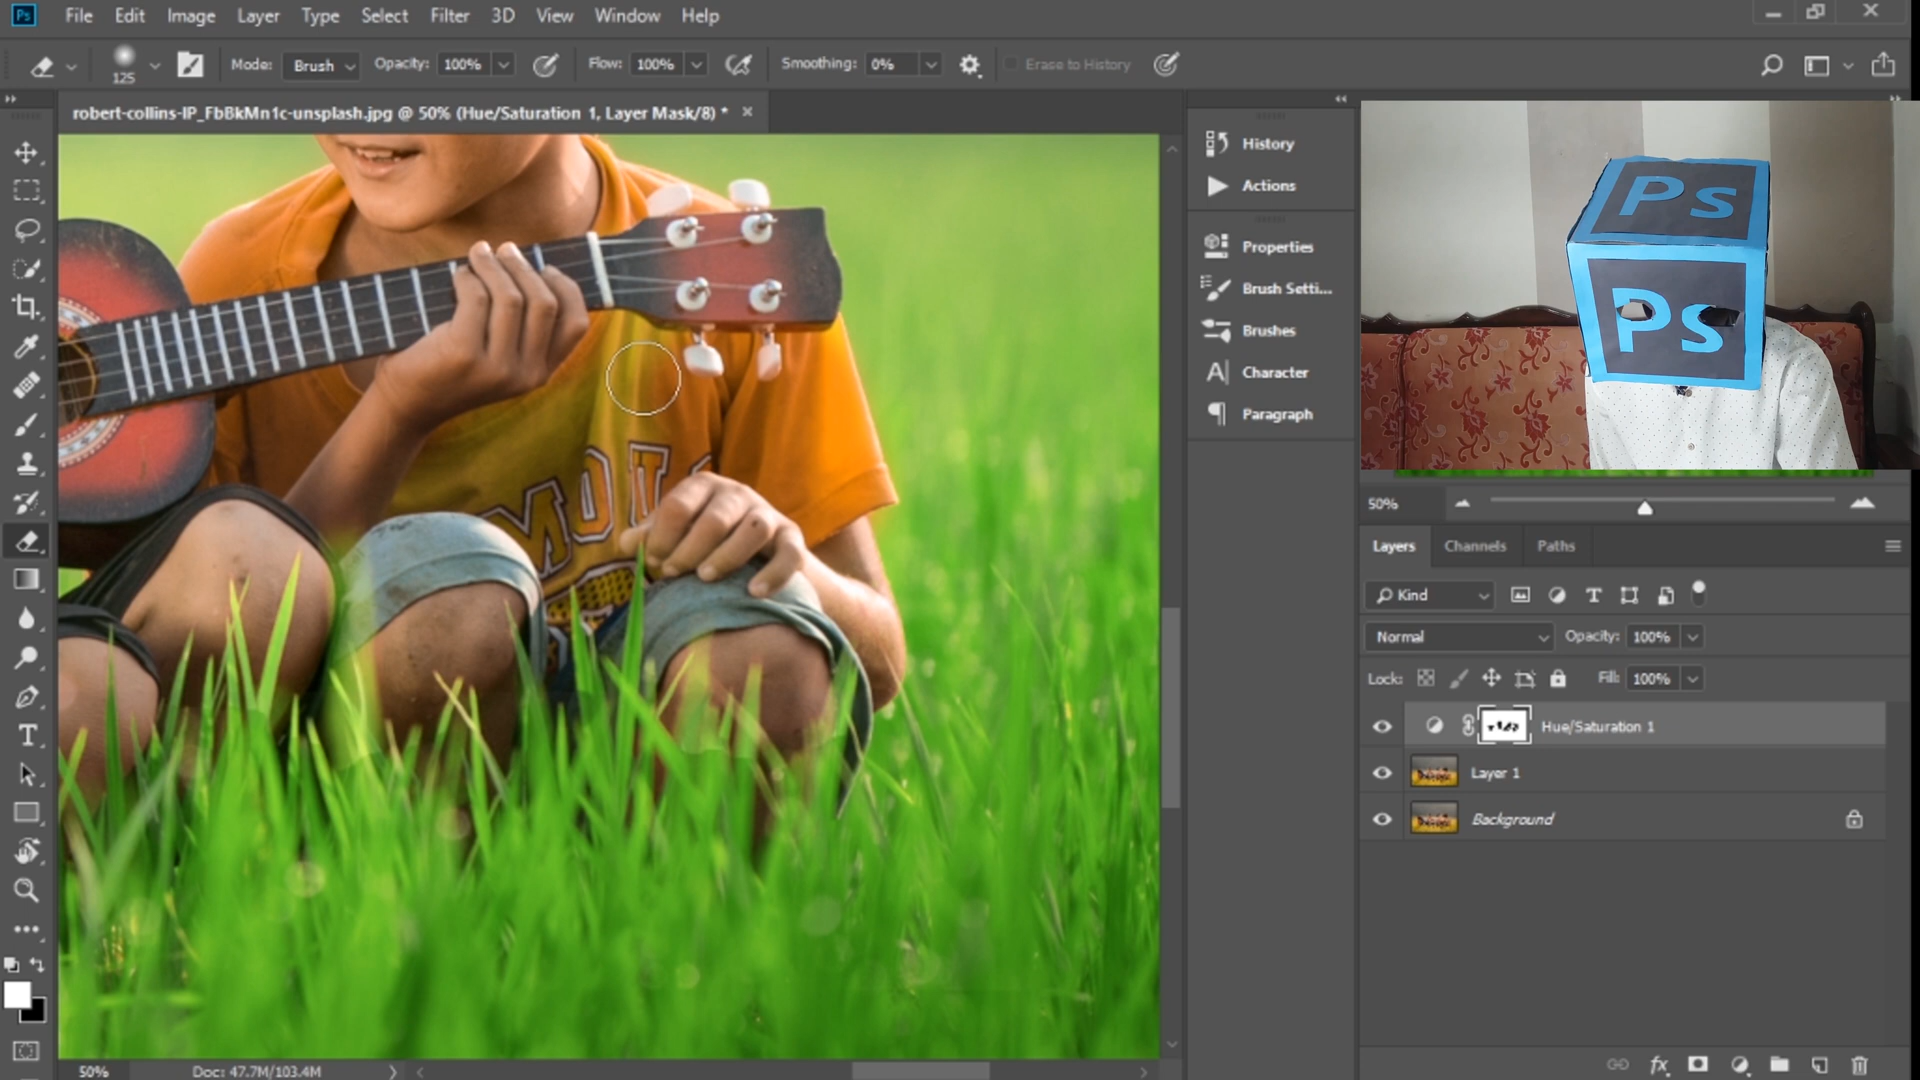 Ps File Edit Image Layer Type Select Filter 3D View Window Help
125 Mode: Brush Opacity: 100% Flow: 100% Smoothing: 0% Erase to History
robert-collins-IP_FbBkMn1c-unsplash.jpg @ 50% (Hue/Saturation 1, Layer Mask/8) *
History
Actions
Properties
Brush Setti...
Brushes
Character
Paragraph
Ps
Ps
MOU
50%
Layers Channels Paths
Kind
Normal Opacity: 100%
Lock: Fill: 100%
Hue/Saturation 1
Layer 1
Background
50% Doc: 47.7M/103.4M